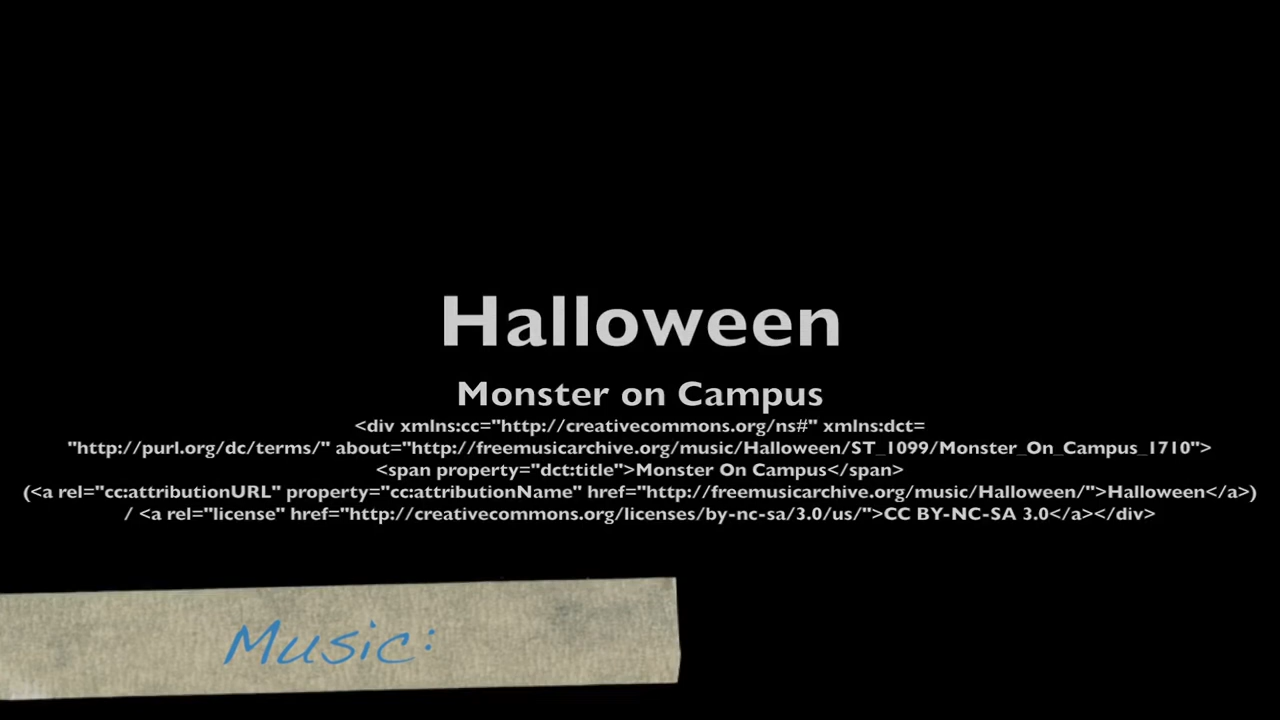 Halloween
Monster on Campus
<div xmlns:cc="http://creativecommons.org/ns#" xmlns:dct=
"http://purl.org/dc/terms/" about="http://freemusicarchive.org/music/Halloween/ST_1099/Monster_On_Campus_1710">
<span property="dct:title">Monster On Campus</span>
(<a rel="cc:attributionURL" property="cc:attributionName" href="http://freemusicarchive.org/music/Halloween/">Halloween</a>)
/ <a rel="license" href="http://creativecommons.org/licenses/by-nc-sa/3.0/us/">CC BY-NC-SA 3.0</a></div>
Music: